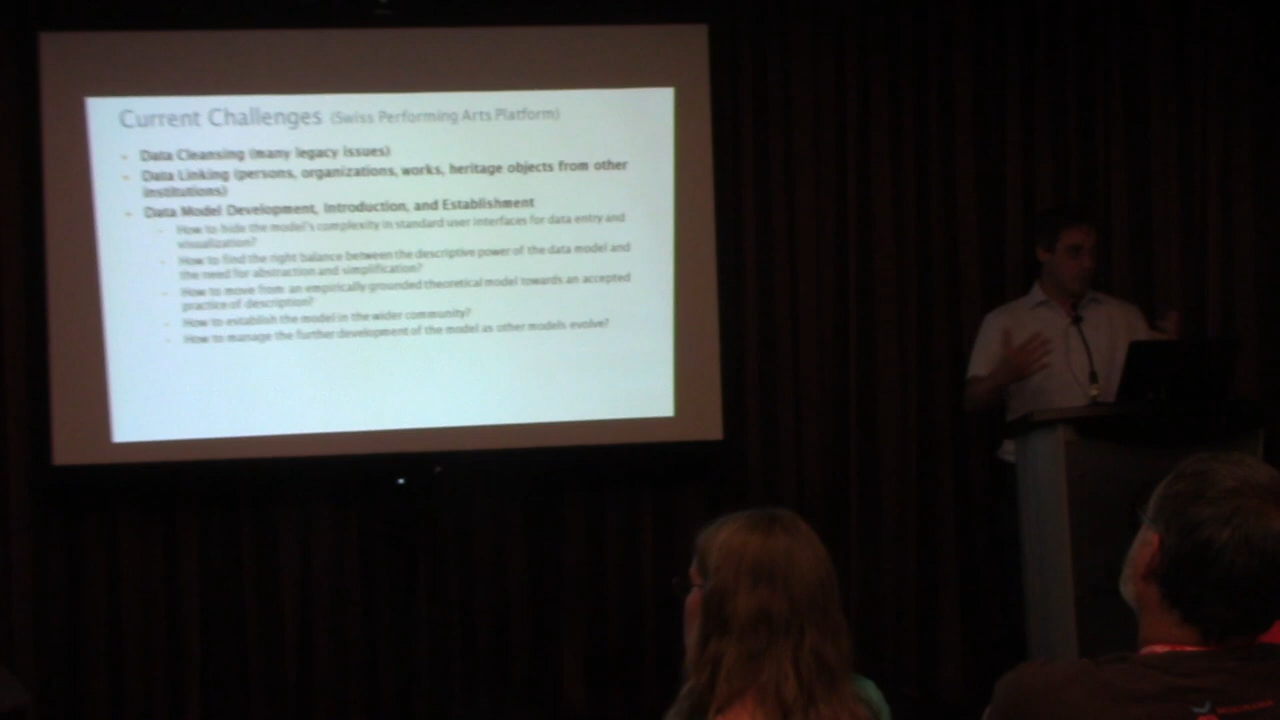 Current Challenges (Swiss Performing Arts Platform)
Data Cleansing (many legacy issues)
Data Linking (persons, organizations, works, heritage objects from other
institutions)
Data Model Development, Introduction, and Establishment
How to hide the model's complexity in standard user interfaces for data entry and
visualization?
How to find the right balance between the descriptive power of the data model and
the need for abstraction and simplification?
How to move from an empirically grounded theoretical model towards an accepted
practice of description?
How to establish the model in the wider community?
How to manage the further development of the model as other models evolve?